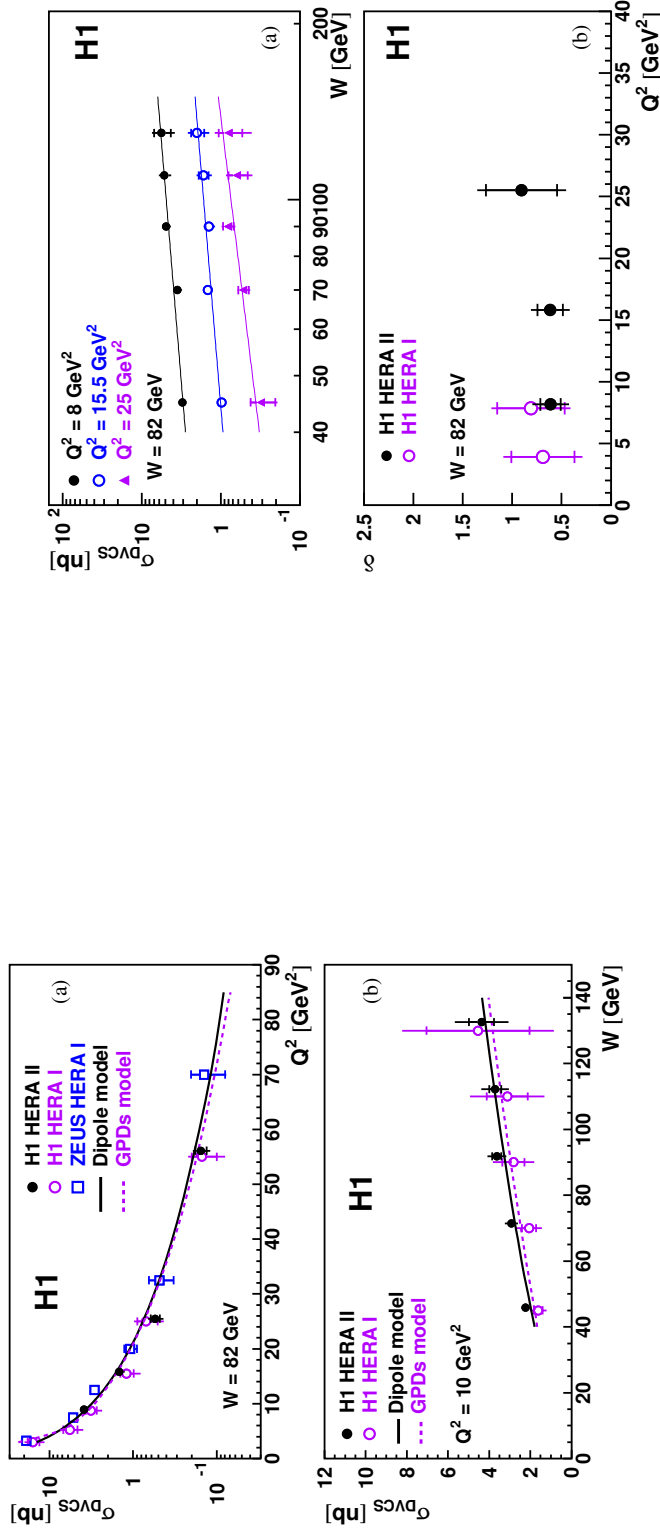 σDVCS [nb]
H1
(a)
H1 HERA II
H1 HERA I
ZEUS HERA I
Dipole model
GPDs model
W = 82 GeV
10
1
10⁻¹
0 10 20 30 40 50 60 70 80 90
Q² [GeV²]
σDVCS [nb]
H1
(b)
H1 HERA II
H1 HERA I
Dipole model
GPDs model
Q² = 10 GeV²
12
10
8
6
4
2
0
0 20 40 60 80 100 120 140
W [GeV]
σDVCS [nb]
H1
(a)
Q² = 8 GeV²
Q² = 15.5 GeV²
Q² = 25 GeV²
W = 82 GeV
10²
10
1
10⁻¹
40 50 60 70 90 100 200
W [GeV]
δ
H1
(b)
H1 HERA II
H1 HERA I
W = 82 GeV
2.5
2
1.5
1
0.5
0
0 5 10 15 20 25 30 35 40
Q² [GeV²]